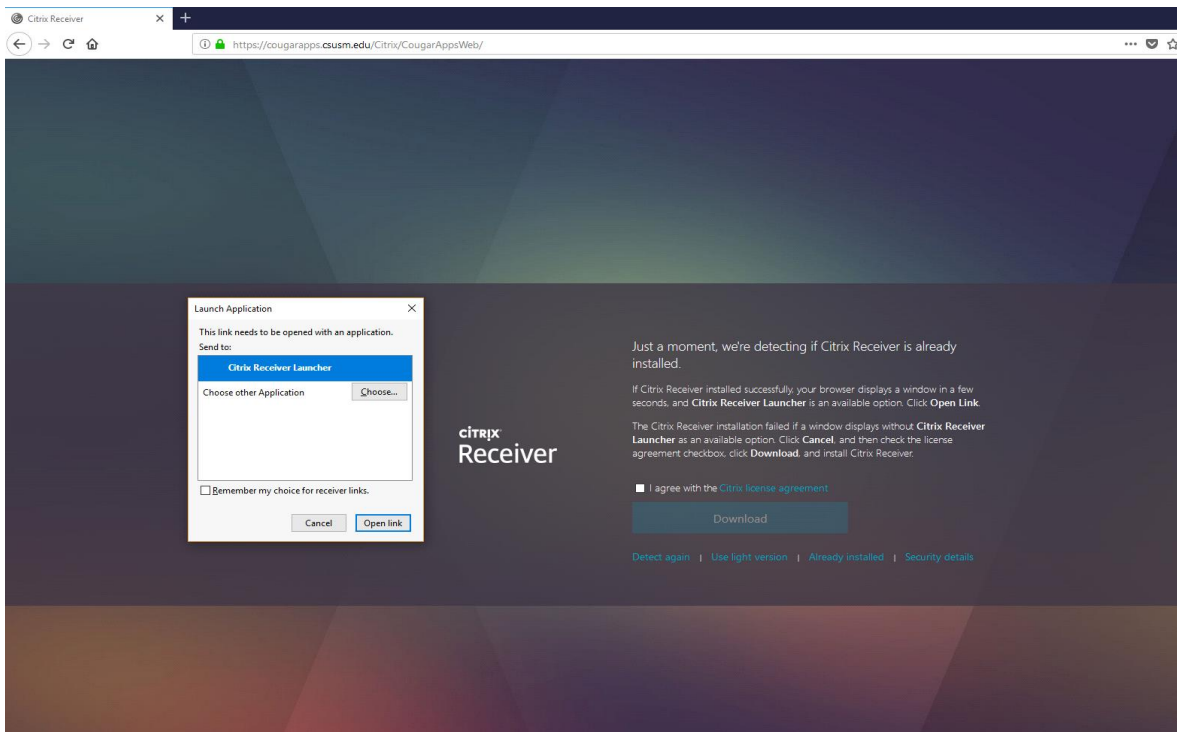 Citrix Receiver
https://cougarapps.csusm.edu/Citrix/CougarAppsWeb/
Launch Application
This link needs to be opened with an application.
Send to:
Citrix Receiver Launcher
Choose other Application
Choose...
Remember my choice for receiver links.
Cancel
Open link
CITRIX
Receiver
Just a moment, we're detecting if Citrix Receiver is already
installed.
If Citrix Receiver installed successfully, your browser displays a window in a few
seconds, and Citrix Receiver Launcher is an available option. Click Open Link.
The Citrix Receiver installation failed if a window displays without Citrix Receiver
Launcher as an available option. Click Cancel, and then check the license
agreement checkbox, click Download, and install Citrix Receiver.
I agree with the Citrix license agreement
Download
Detect again | Use light version | Already installed | Security details